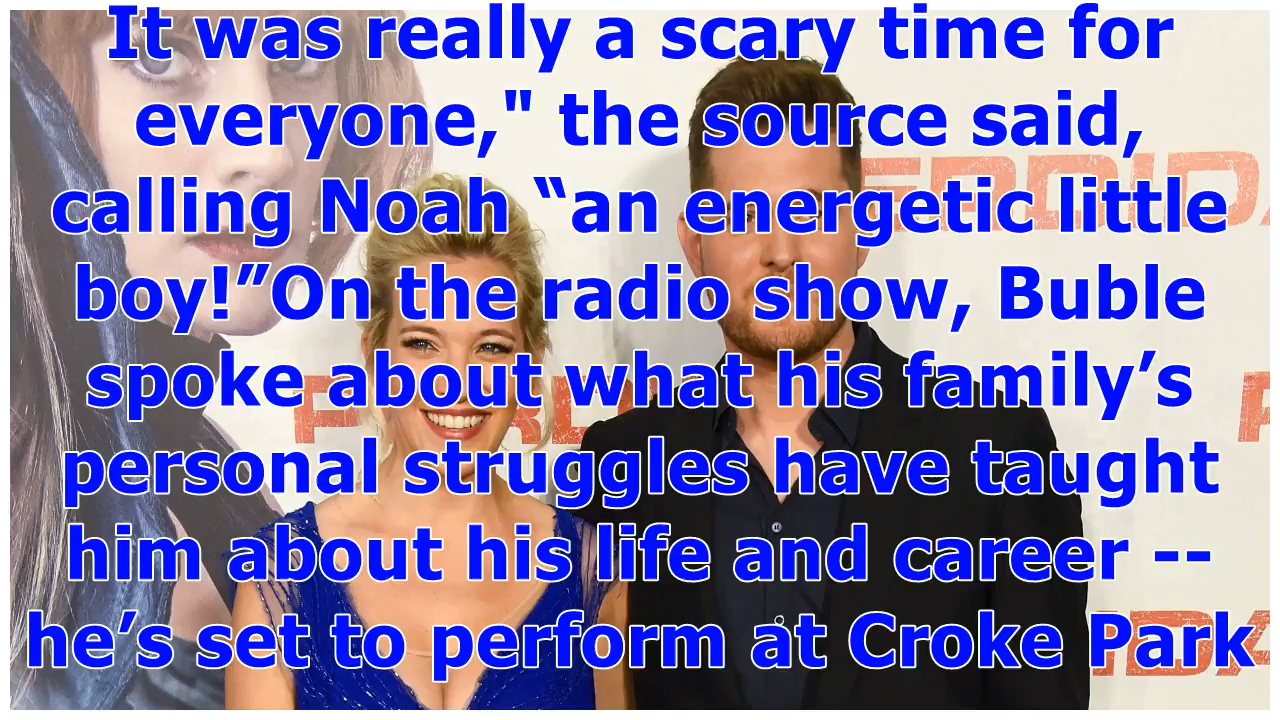 It was really a scary time for
everyone," the source said,
calling Noah “an energetic little
boy!”On the radio show, Buble
spoke about what his family’s
personal struggles have taught
him about his life and career --
he’s set to perform at Croke Park